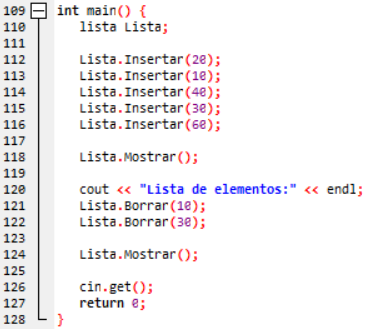 109 int main() {
110 lista Lista;
111
112 Lista.Insertar(20);
113 Lista.Insertar(10);
114 Lista.Insertar(40);
115 Lista.Insertar(30);
116 Lista.Insertar(60);
117
118 Lista.Mostrar();
119
120 cout << "Lista de elementos:" << endl;
121 Lista.Borrar(10);
122 Lista.Borrar(30);
123
124 Lista.Mostrar();
125
126 cin.get();
127 return 0;
128 }